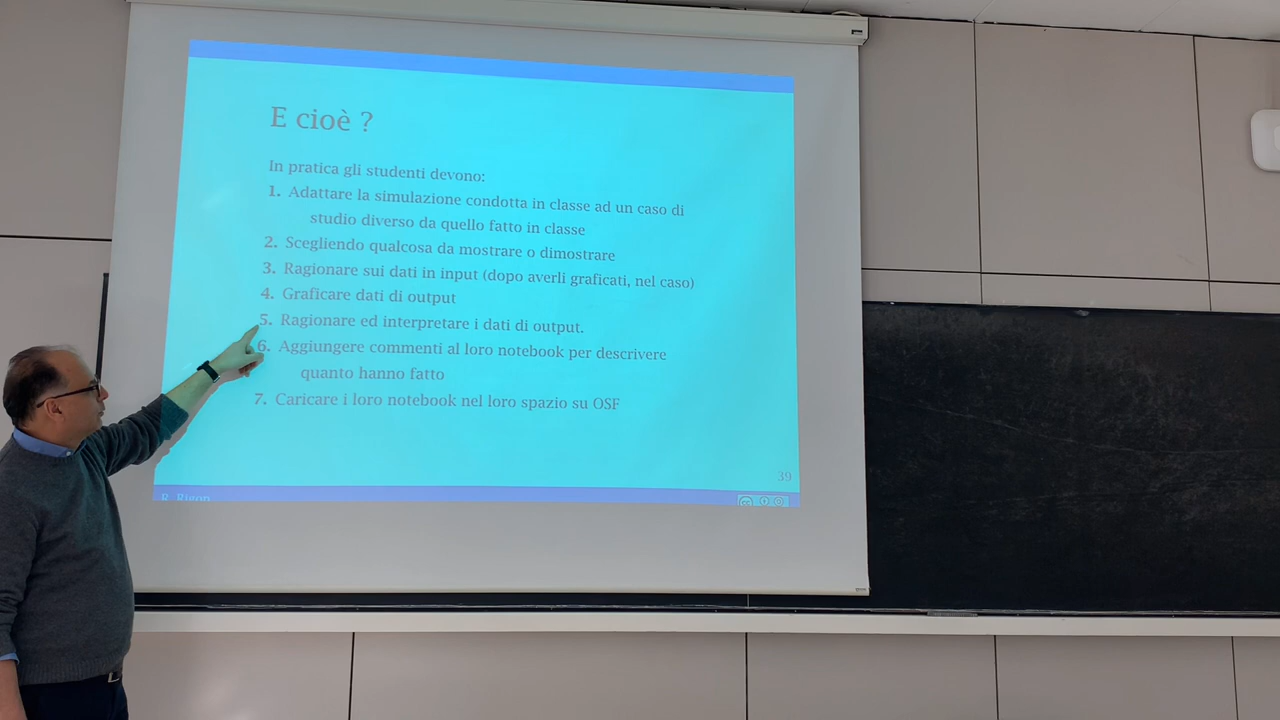 E cioè ?
In pratica gli studenti devono:
1. Adattare la simulazione condotta in classe ad un caso di
studio diverso da quello fatto in classe
2. Scegliendo qualcosa da mostrare o dimostrare
3. Ragionare sui dati in input (dopo averli graficati, nel caso)
4. Graficare dati di output
5. Ragionare ed interpretare i dati di output.
6. Aggiungere commenti al loro notebook per descrivere
quanto hanno fatto
7. Caricare i loro notebook nel loro spazio su OSF
39
R. Rigon